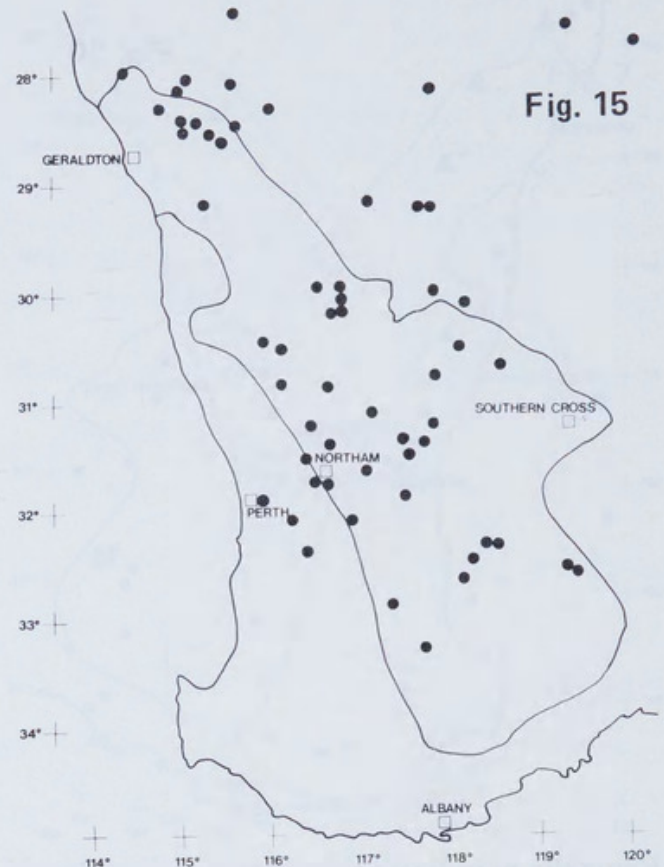 28°
Fig. 15
GERALDTON
29°
30°
31°
SOUTHERN CROSS
NORTHAM
PERTH
32°
33°
34°
ALBANY
114°
115°
116°
117°
118°
119°
120°